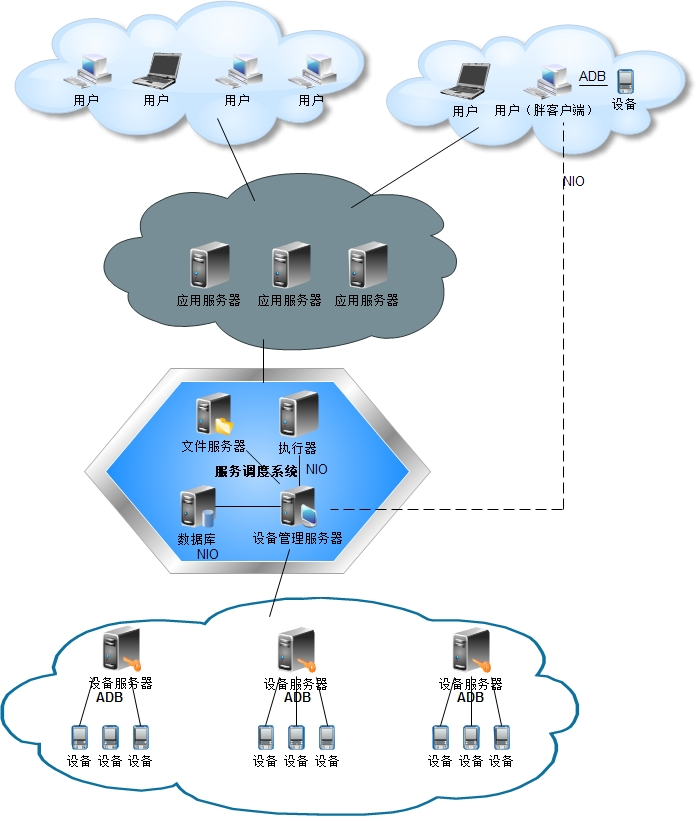 用户
用户
用户
用户
ADB
用户
用户（胖客户端）
设备
NIO
应用服务器
应用服务器
应用服务器
文件服务器
执行器
服务调度系统
NIO
数据库
设备管理服务器
NIO
设备服务器
设备服务器
设备服务器
ADB
ADB
ADB
设备 设备 设备
设备 设备 设备
设备 设备 设备